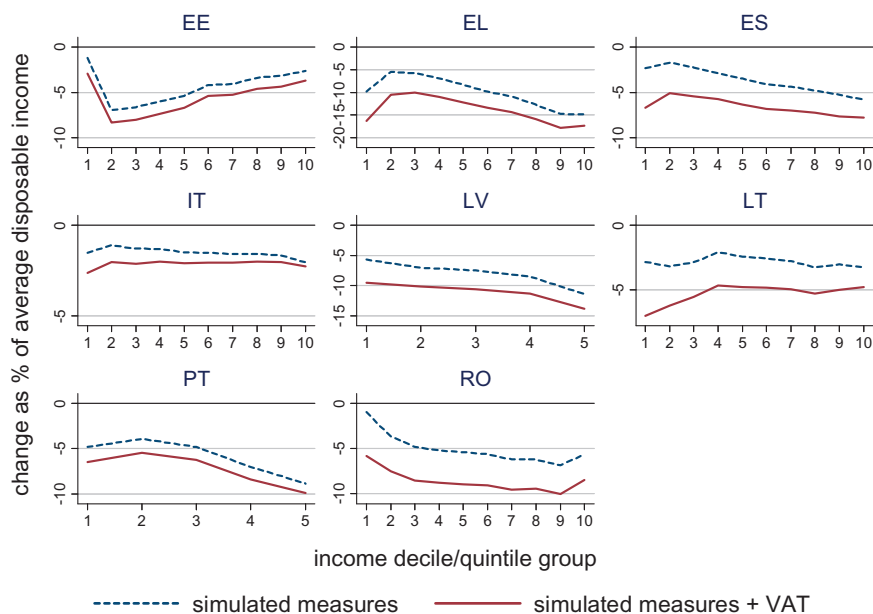 EE EL ES
0 -5 -10
1 2 3 4 5 6 7 8 9 10
0 -5 -10 -15 -20
1 2 3 4 5 6 7 8 9 10
0 -5 -10
1 2 3 4 5 6 7 8 9 10
IT LV LT
0 -5
1 2 3 4 5 6 7 8 9 10
0 -5 -10 -15
1 2 3 4 5
0 -5
1 2 3 4 5 6 7 8 9 10
PT RO
0 -5 -10
1 2 3 4 5
0 -5 -10
1 2 3 4 5 6 7 8 9 10
change as % of average disposable income
income decile/quintile group
simulated measures simulated measures + VAT